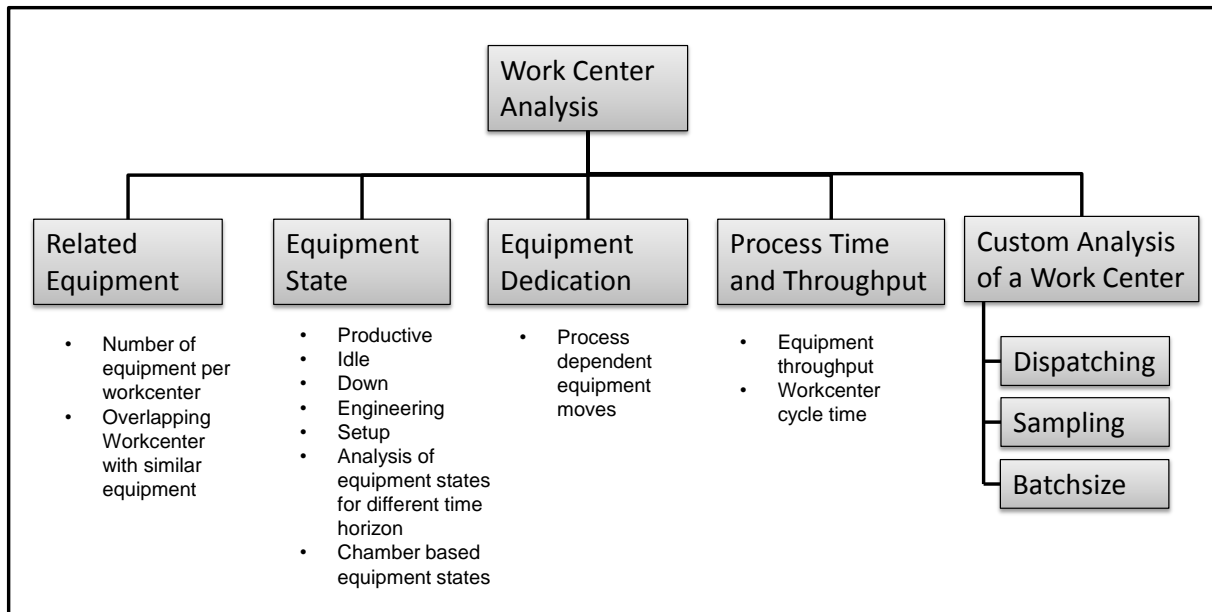 Work Center
Analysis
Related
Equipment
• Number of
equipment per
workcenter
• Overlapping
Workcenter
with similar
equipment
Equipment
State
• Productive
• Idle
• Down
• Engineering
• Setup
• Analysis of
equipment states
for different time
horizon
• Chamber based
equipment states
Equipment
Dedication
• Process
dependent
equipment
moves
Process Time
and Throughput
• Equipment
throughput
• Workcenter
cycle time
Custom Analysis
of a Work Center
Dispatching
Sampling
Batchsize